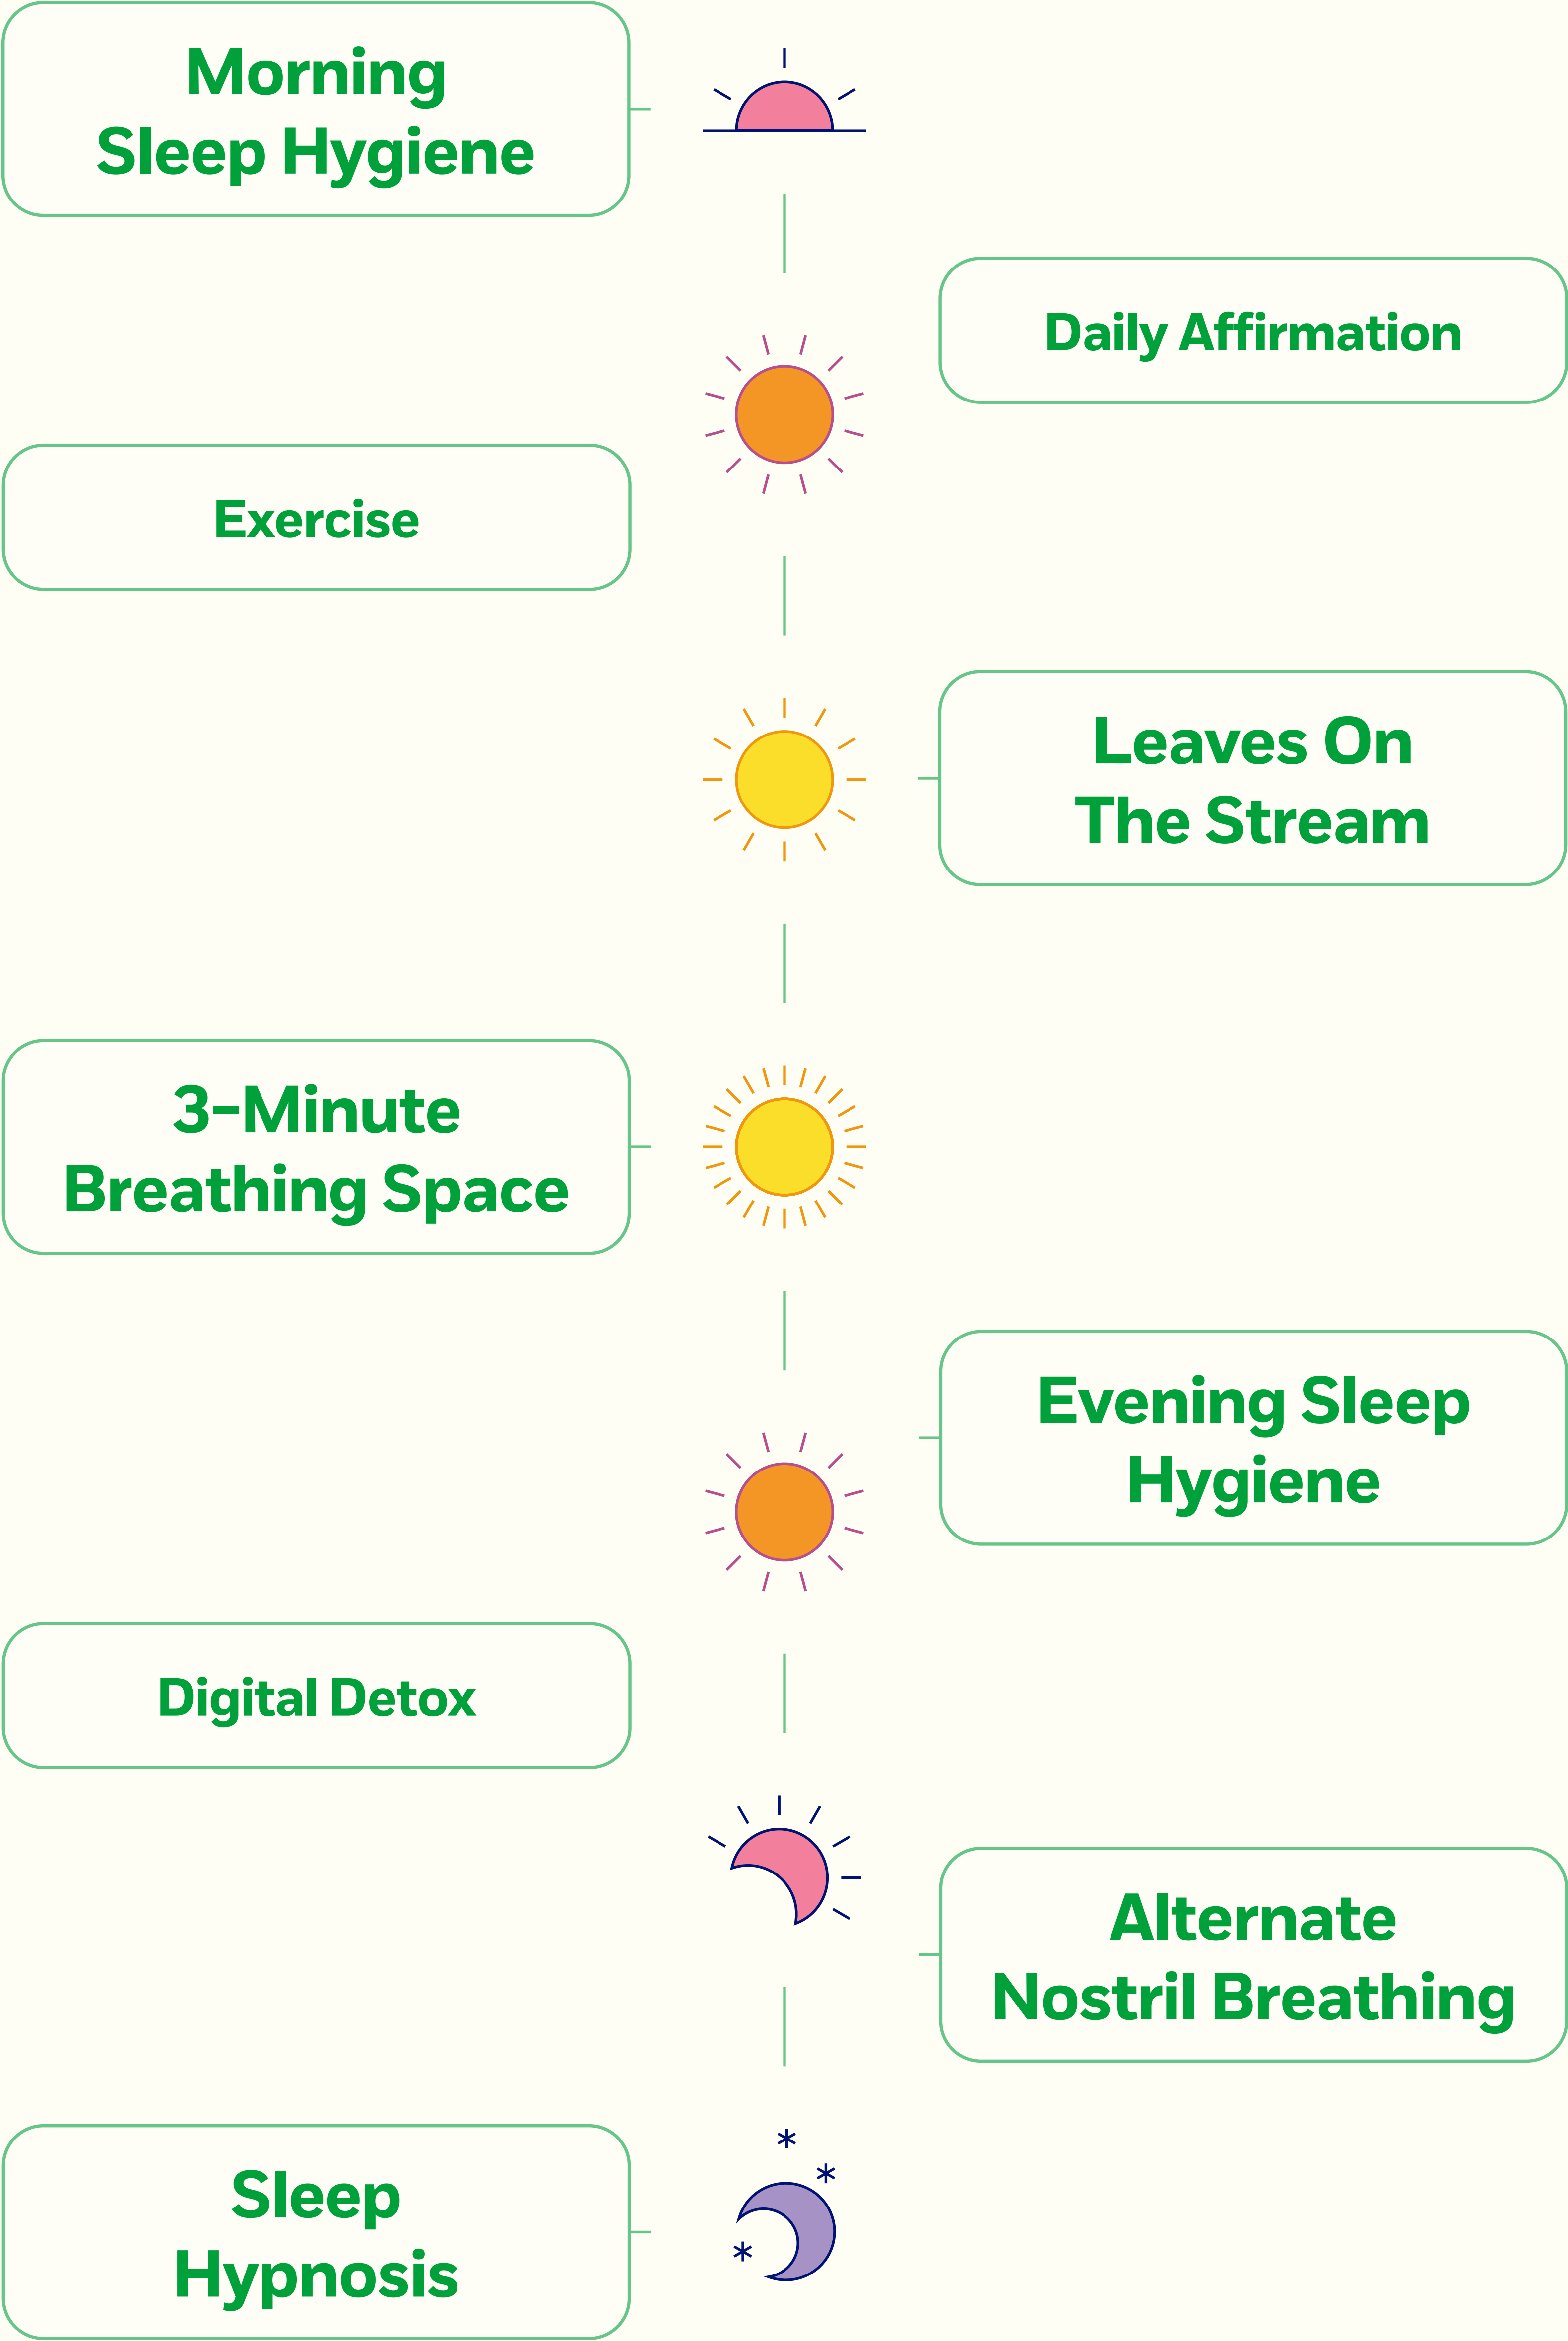 Morning
Sleep Hygiene
Daily Affirmation
Exercise
Leaves On
The Stream
3-Minute
Breathing Space
Evening Sleep
Hygiene
Digital Detox
Alternate
Nostril Breathing
Sleep
Hypnosis